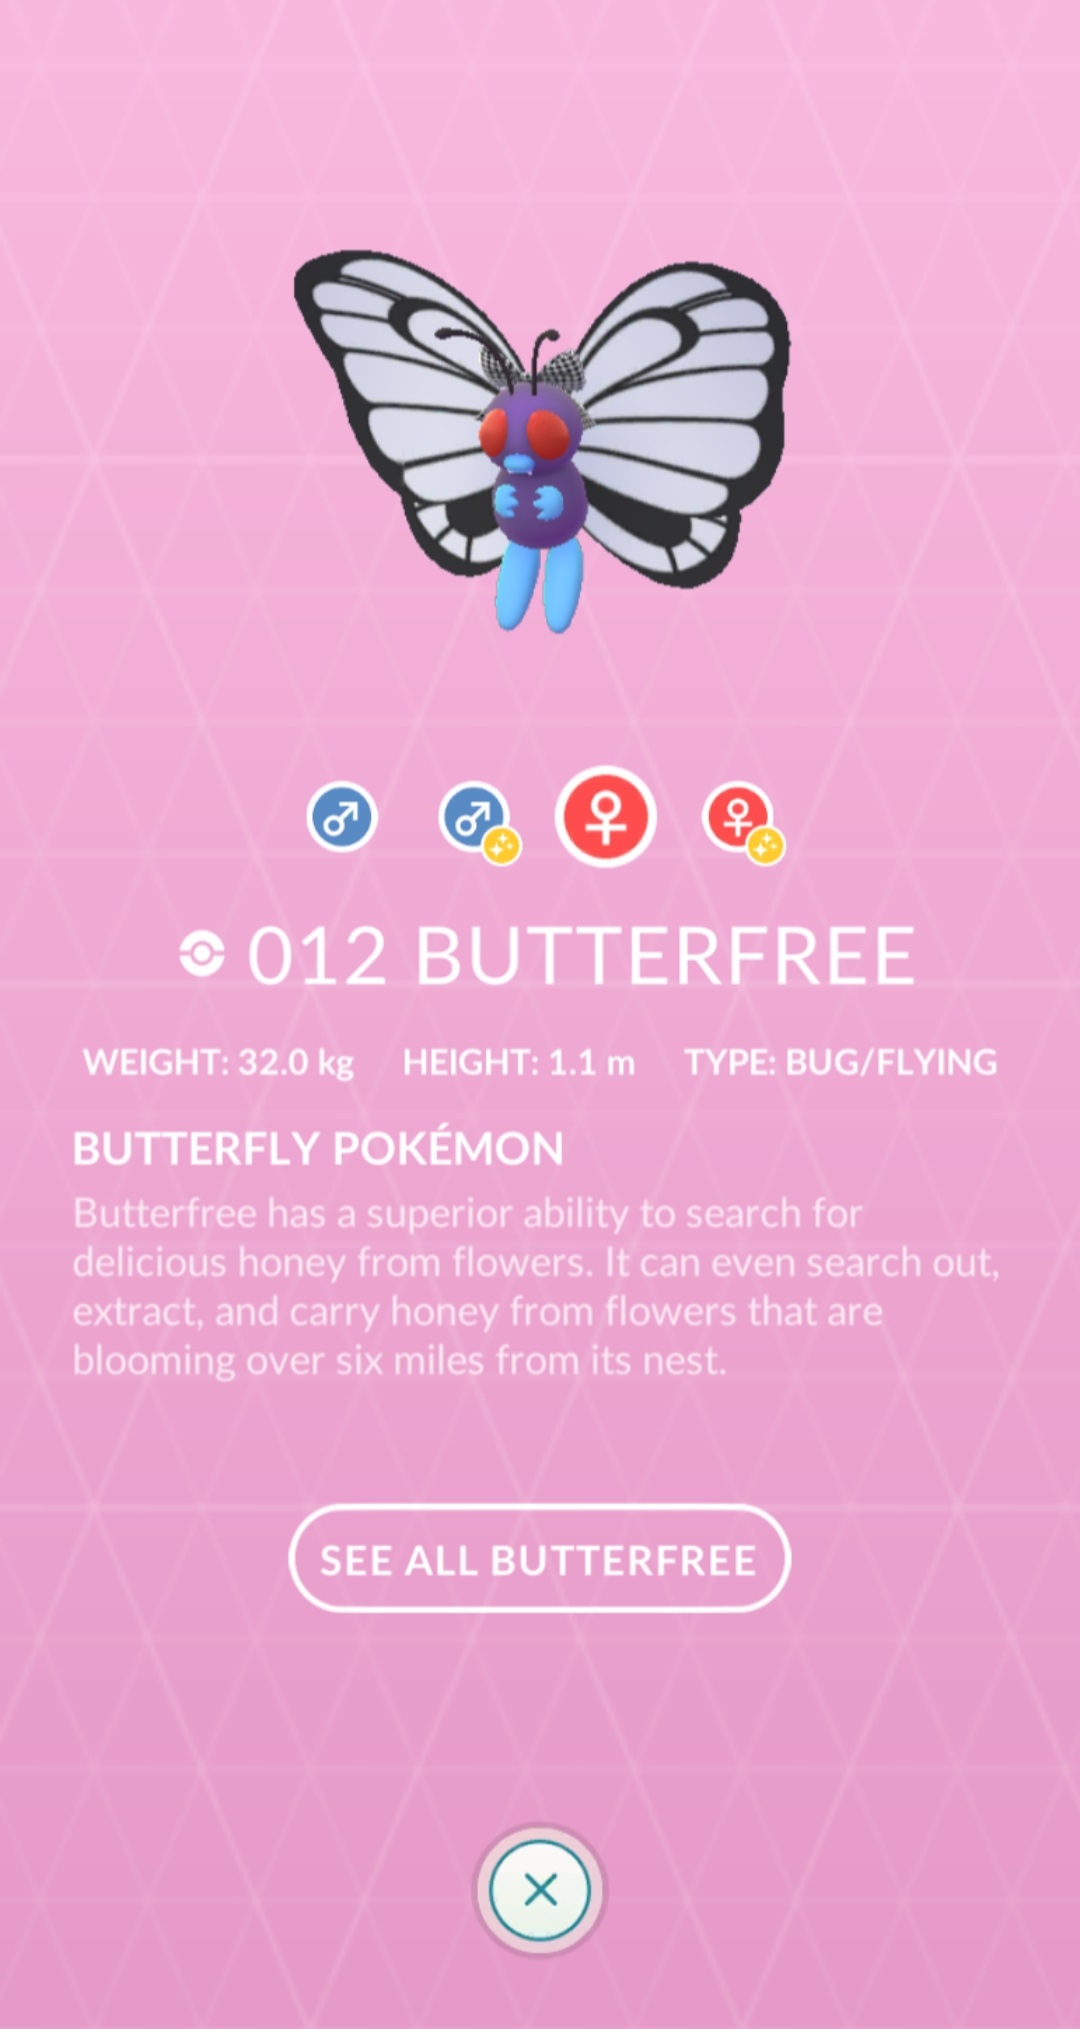 012 BUTTERFREE
WEIGHT: 32.0 kg HEIGHT: 1.1 m TYPE: BUG/FLYING
BUTTERFLY POKÉMON
Butterfree has a superior ability to search for
delicious honey from flowers. It can even search out,
extract, and carry honey from flowers that are
blooming over six miles from its nest.
SEE ALL BUTTERFREE